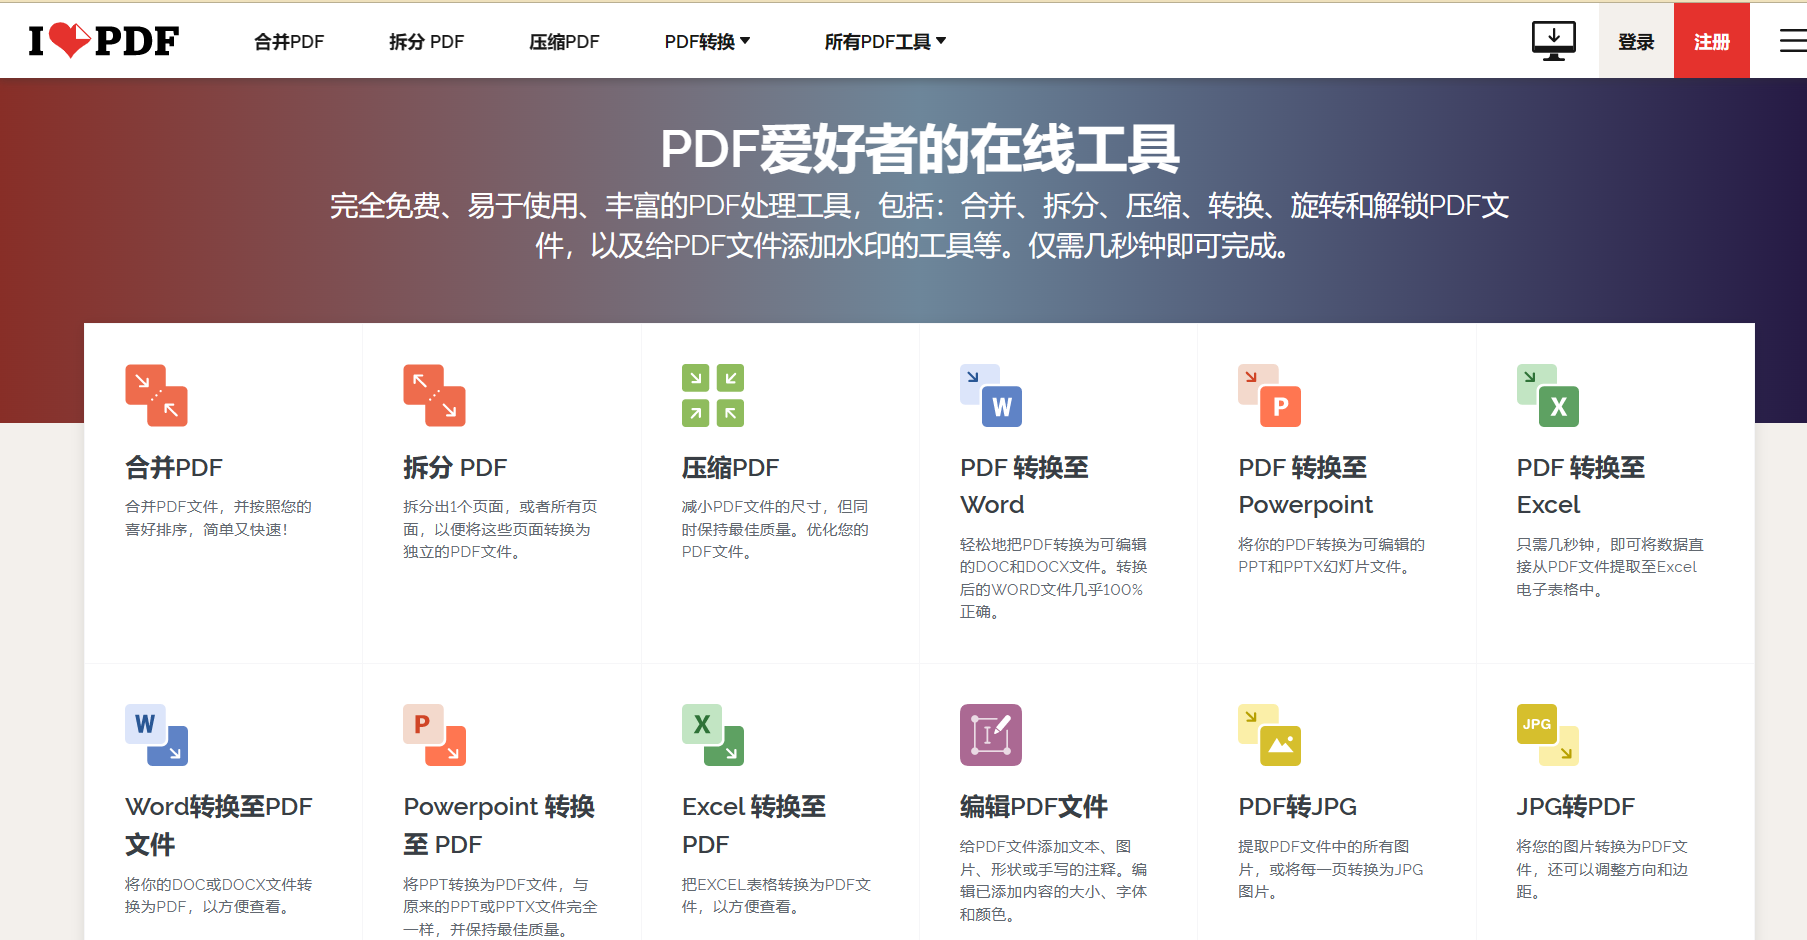 I PDF
合并PDF
拆分 PDF
压缩PDF
PDF转换
所有PDF工具
登录
注册
PDF爱好者的在线工具
完全免费、易于使用、丰富的PDF处理工具，包括：合并、拆分、压缩、转换、旋转和解锁PDF文
件，以及给PDF文件添加水印的工具等。仅需几秒钟即可完成。
合并PDF
合并PDF文件，并按照您的
喜好排序，简单又快速！
拆分 PDF
拆分出1个页面，或者所有页
面，以便将这些页面转换为
独立的PDF文件。
压缩PDF
减小PDF文件的尺寸，但同
时保持最佳质量。优化您的
PDF文件。
W
PDF 转换至
Word
轻松地把PDF转换为可编辑
的DOC和DOCX文件。转换
后的WORD文件几乎100%
正确。
P
PDF 转换至
Powerpoint
将你的PDF转换为可编辑的
PPT和PPTX幻灯片文件。
X
PDF 转换至
Excel
只需几秒钟，即可将数据直
接从PDF文件提取至Excel
电子表格中。
W
Word转换至PDF
文件
将你的DOC或DOCX文件转
换为PDF，以方便查看。
P
Powerpoint 转换
至 PDF
将PPT转换为PDF文件，与
原来的PPT或PPTX文件完全
一样，并保持最佳质量。
X
Excel 转换至
PDF
把EXCEL表格转换为PDF文
件，以方便查看。
编辑PDF文件
给PDF文件添加文本、图
片、形状或手写的注释。编
辑已添加内容的大小、字体
和颜色。
PDF转JPG
提取PDF文件中的所有图
片，或将每一页转换为JPG
图片。
JPG
JPG转PDF
将您的图片转换为PDF文
件，还可以调整方向和边
距。